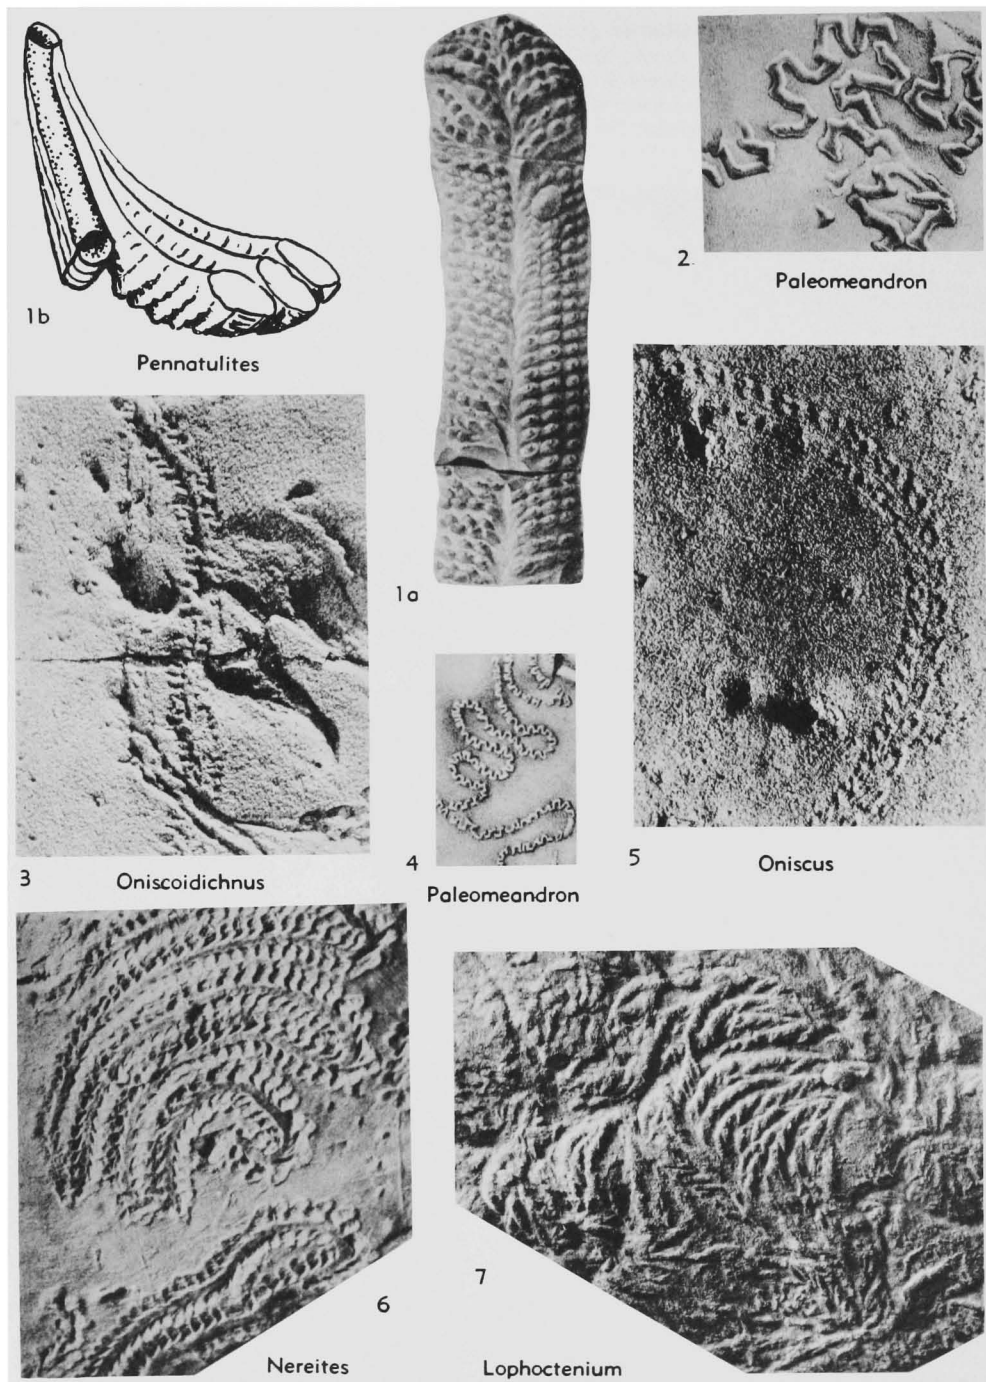 1b
Pennatulites
1a
2
Paleomeandron
3
Oniscoidichnus
4
Paleomeandron
5
Oniscus
6
Nereites
7
Lophoctenium